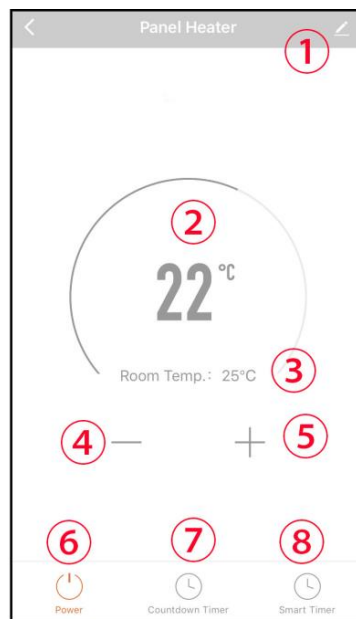 Panel Heater
①
②
22 °C
Room Temp.: 25°C ③
④ — + ⑤
⑥ ⑦ ⑧
Power Countdown Timer Smart Timer